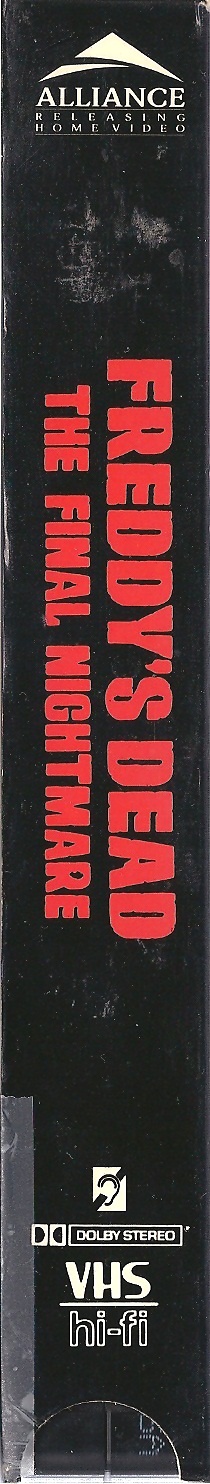 ALLIANCE
RELEASING
HOME VIDEO
FREDDY'S DEAD
THE FINAL NIGHTMARE
DOLBY STEREO
VHS
hi-fi